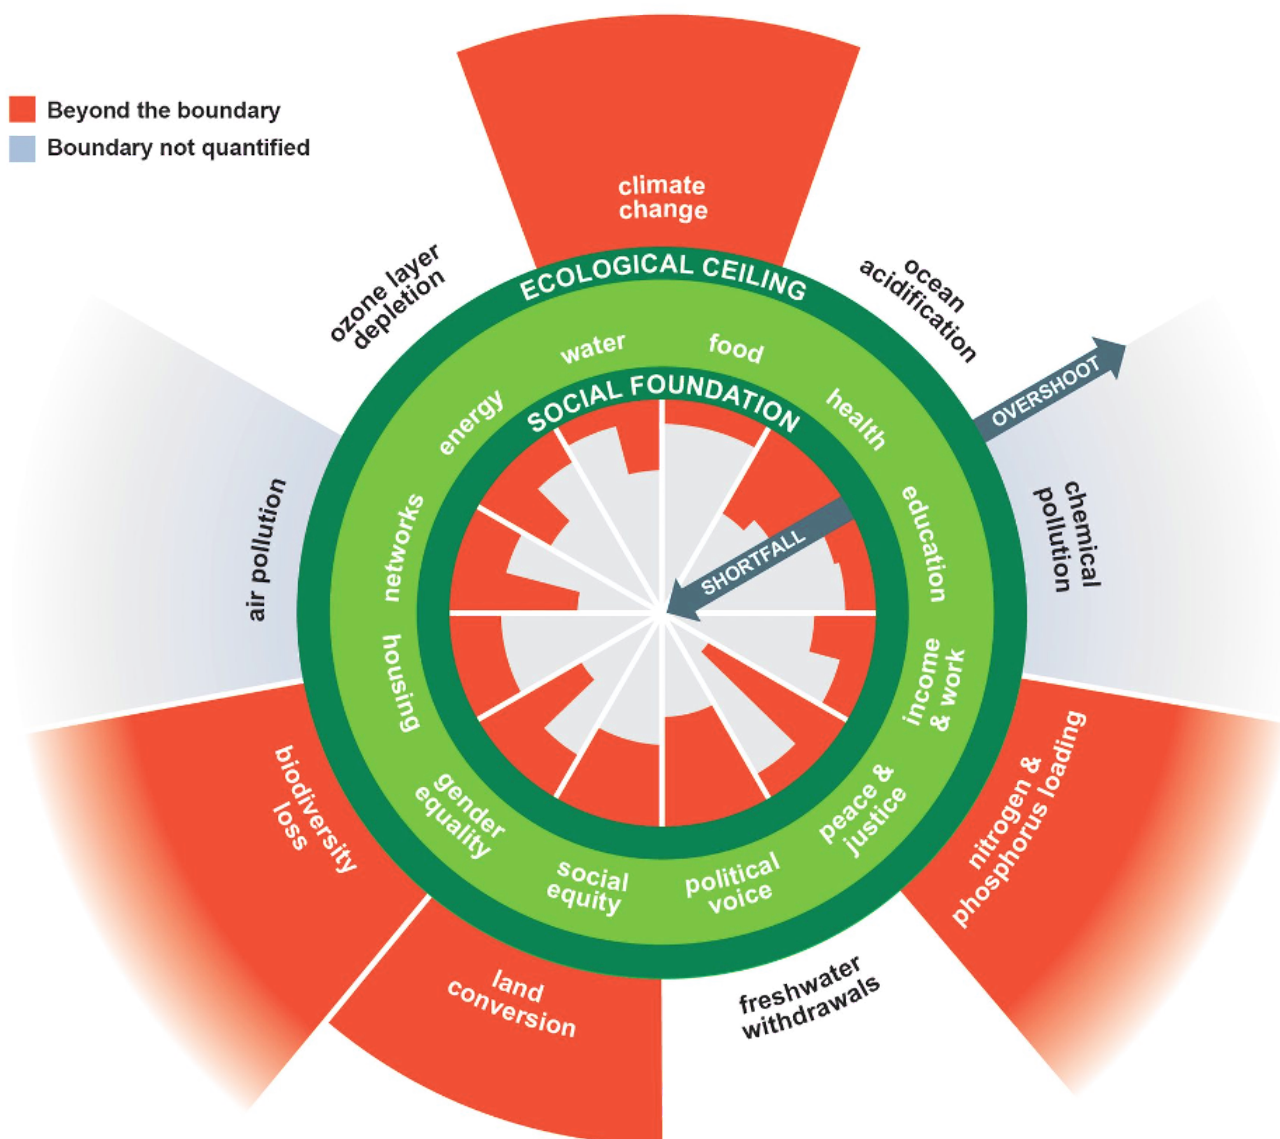 Beyond the boundary
Boundary not quantified
climate
change
ozone layer
depletion
ocean
acidification
ECOLOGICAL CEILING
OVERSHOOT
water
food
SOCIAL FOUNDATION
energy
health
networks
education
air pollution
chemical
pollution
SHORTFALL
housing
income
& work
biodiversity
loss
nitrogen &
phosphorus loading
gender
equality
peace &
justice
social
equity
political
voice
land
conversion
freshwater
withdrawals